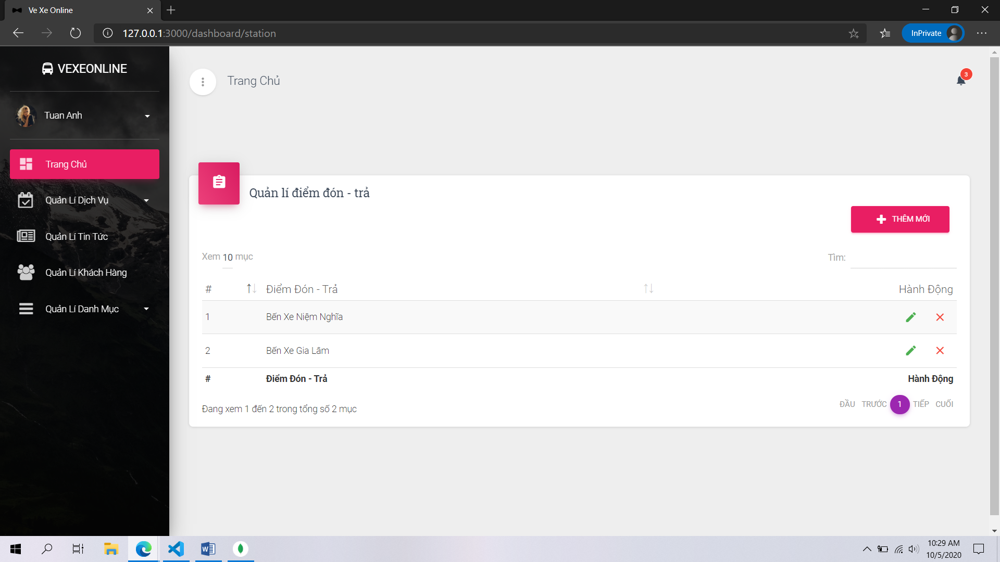 Ve Xe Online
127.0.0.1:3000/dashboard/station
InPrivate
VEXEONLINE
Tuan Anh
Trang Chủ
Quản Lí Dịch Vụ
Quản Lí Tin Tức
Quản Lí Khách Hàng
Quản Lí Danh Mục
Trang Chủ
3
Quản lí điểm đón - trả
THÊM MỚI
Xem 10 mục
Tìm:
# Điểm Đón - Trả Hành Động
1 Bến Xe Niệm Nghĩa
2 Bến Xe Gia Lâm
# Điểm Đón - Trả Hành Động
Đang xem 1 đến 2 trong tổng số 2 mục
ĐẦU TRƯỚC 1 TIẾP CUỐI
10:29 AM
10/5/2020